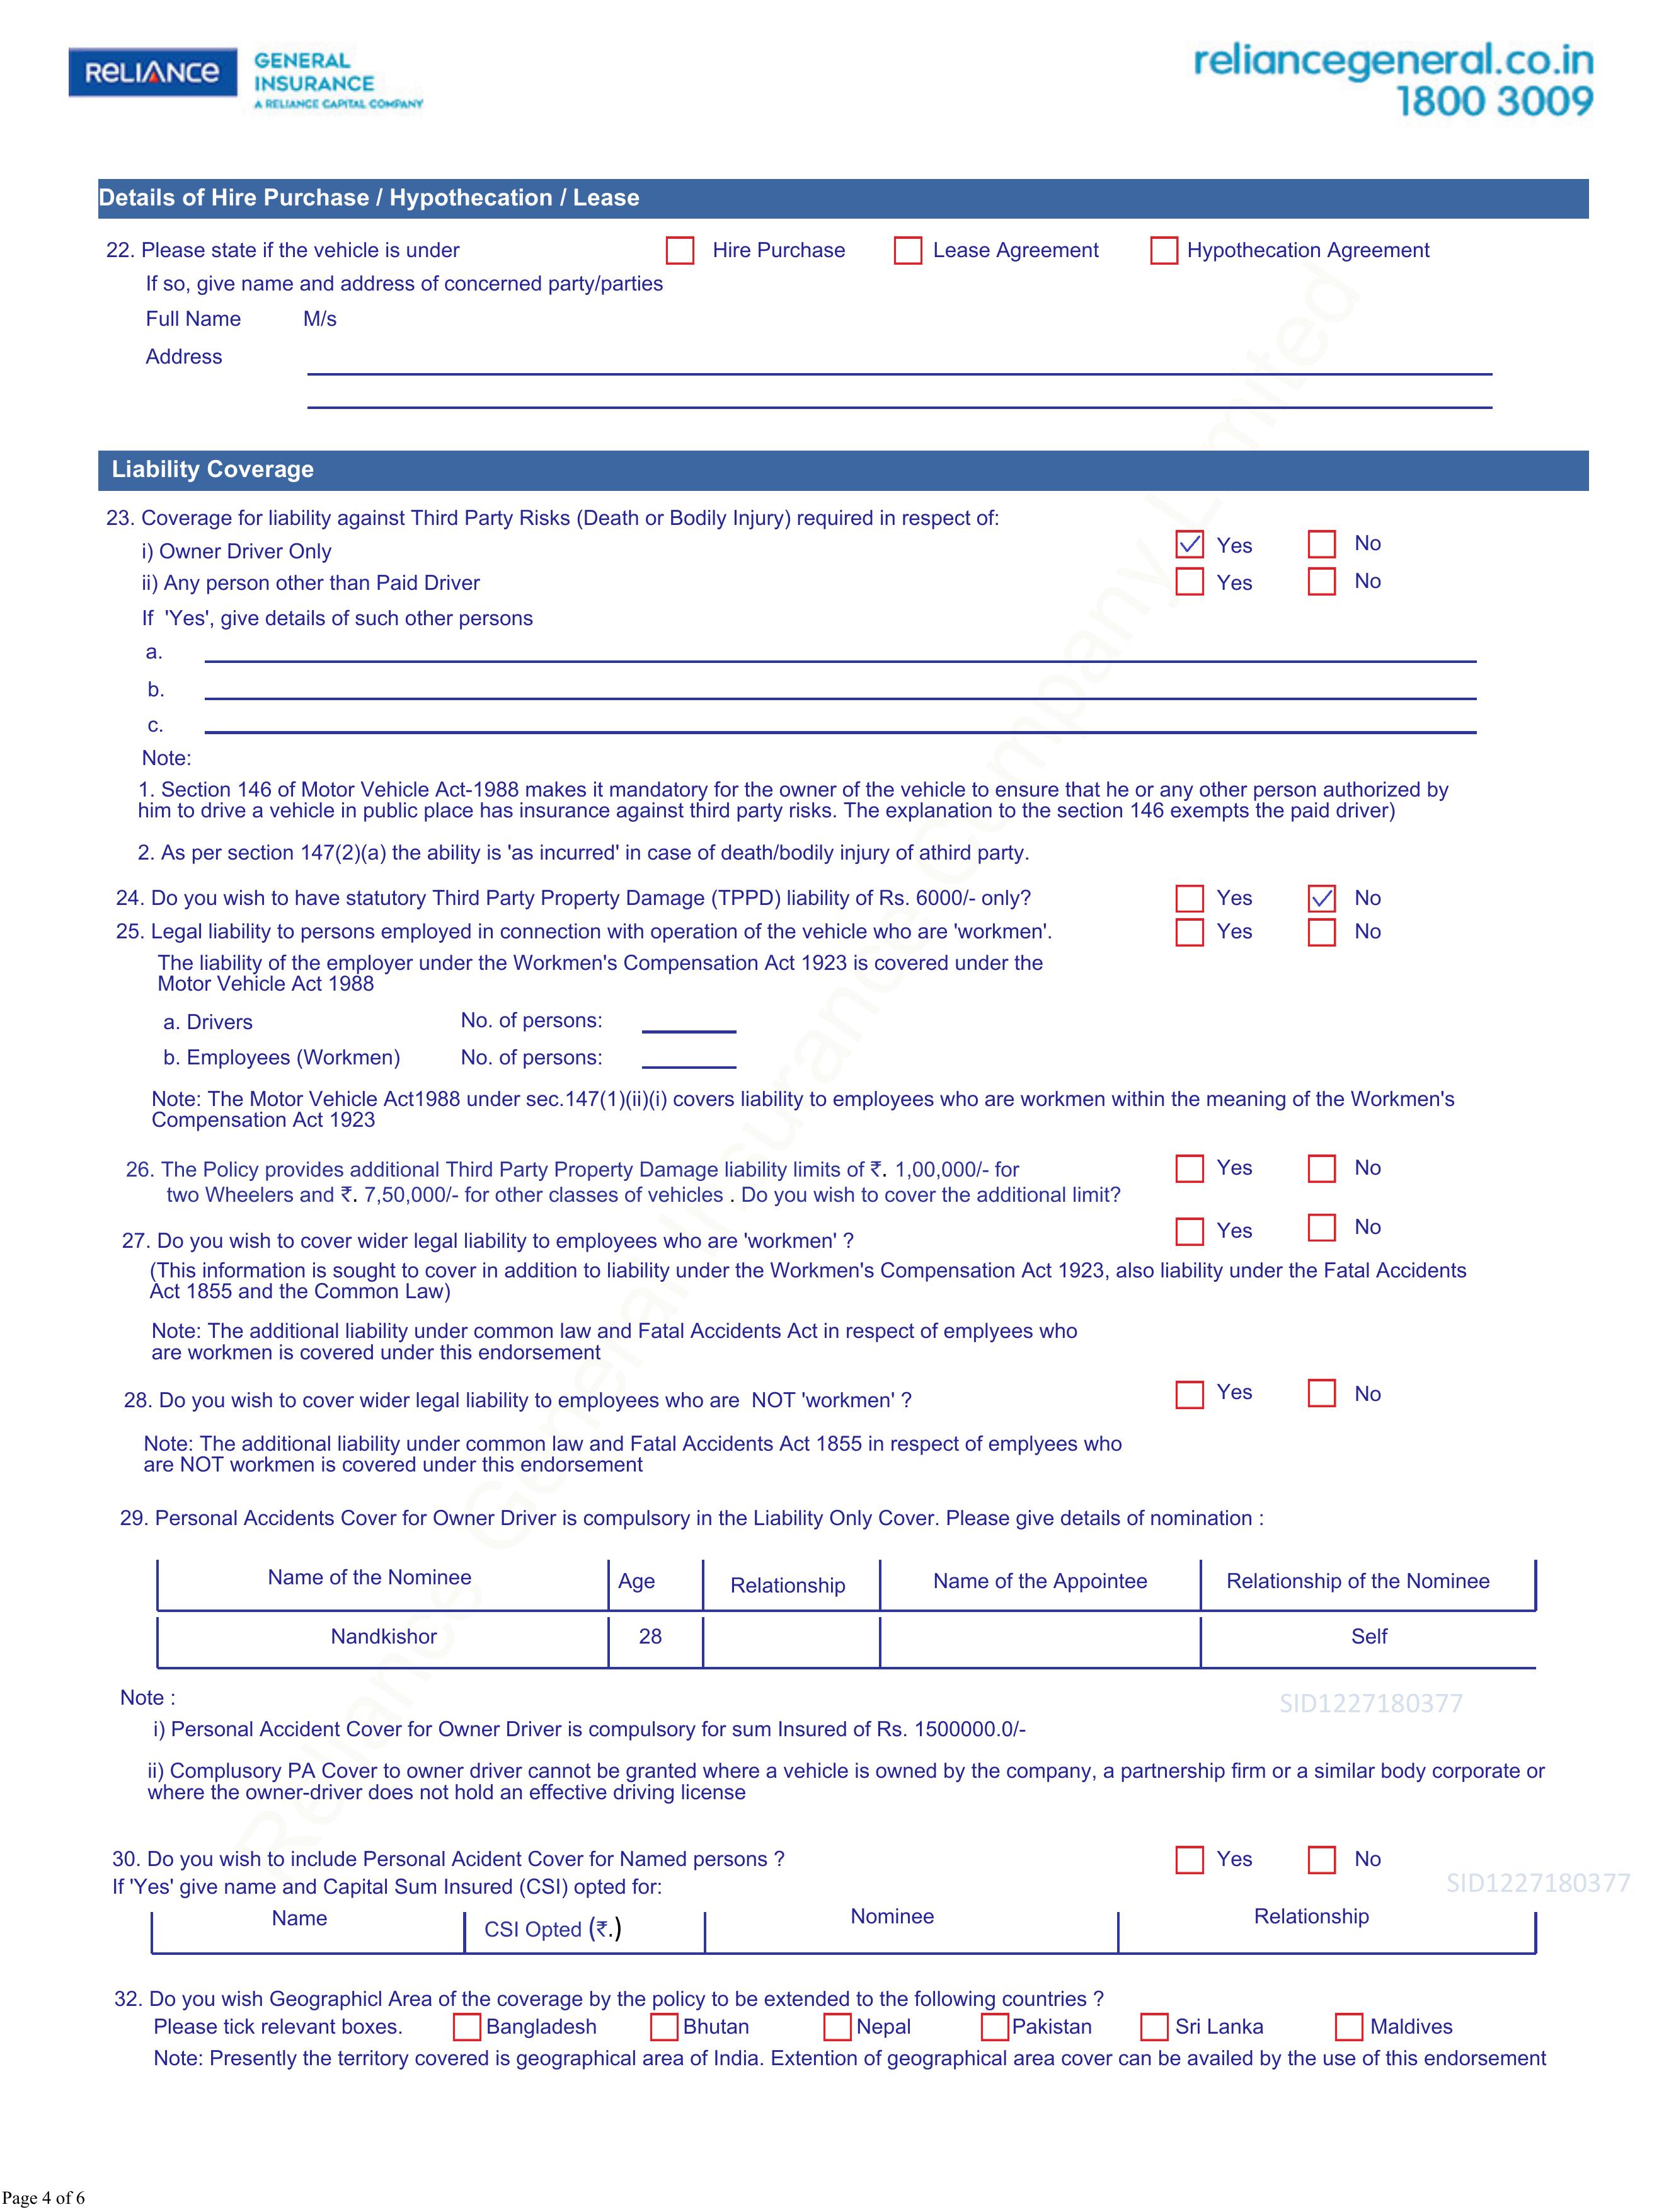 RELIANCE GENERAL INSURANCE
A RELIANCE CAPITAL COMPANY
reliancegeneral.co.in
1800 3009
Details of Hire Purchase / Hypothecation / Lease
22. Please state if the vehicle is under Hire Purchase Lease Agreement Hypothecation Agreement
If so, give name and address of concerned party/parties
Full Name M/s
Address
Liability Coverage
23. Coverage for liability against Third Party Risks (Death or Bodily Injury) required in respect of:
i) Owner Driver Only Yes No
ii) Any person other than Paid Driver Yes No
If 'Yes', give details of such other persons
a.
b.
c.
Note:
1. Section 146 of Motor Vehicle Act-1988 makes it mandatory for the owner of the vehicle to ensure that he or any other person authorized by
him to drive a vehicle in public place has insurance against third party risks. The explanation to the section 146 exempts the paid driver)
2. As per section 147(2)(a) the ability is 'as incurred' in case of death/bodily injury of athird party.
24. Do you wish to have statutory Third Party Property Damage (TPPD) liability of Rs. 6000/- only? Yes No
25. Legal liability to persons employed in connection with operation of the vehicle who are 'workmen'. Yes No
The liability of the employer under the Workmen's Compensation Act 1923 is covered under the
Motor Vehicle Act 1988
a. Drivers No. of persons:
b. Employees (Workmen) No. of persons:
Note: The Motor Vehicle Act1988 under sec.147(1)(ii)(i) covers liability to employees who are workmen within the meaning of the Workmen's
Compensation Act 1923
26. The Policy provides additional Third Party Property Damage liability limits of ₹. 1,00,000/- for Yes No
two Wheelers and ₹. 7,50,000/- for other classes of vehicles . Do you wish to cover the additional limit?
27. Do you wish to cover wider legal liability to employees who are 'workmen' ? Yes No
(This information is sought to cover in addition to liability under the Workmen's Compensation Act 1923, also liability under the Fatal Accidents
Act 1855 and the Common Law)
Note: The additional liability under common law and Fatal Accidents Act in respect of emplyees who
are workmen is covered under this endorsement
28. Do you wish to cover wider legal liability to employees who are NOT 'workmen' ? Yes No
Note: The additional liability under common law and Fatal Accidents Act 1855 in respect of emplyees who
are NOT workmen is covered under this endorsement
29. Personal Accidents Cover for Owner Driver is compulsory in the Liability Only Cover. Please give details of nomination :
Name of the Nominee Age Relationship Name of the Appointee Relationship of the Nominee
Nandkishor 28 Self
Note :
SID1227180377
i) Personal Accident Cover for Owner Driver is compulsory for sum Insured of Rs. 1500000.0/-
ii) Complusory PA Cover to owner driver cannot be granted where a vehicle is owned by the company, a partnership firm or a similar body corporate or
where the owner-driver does not hold an effective driving license
30. Do you wish to include Personal Acident Cover for Named persons ? Yes No
SID1227180377
If 'Yes' give name and Capital Sum Insured (CSI) opted for:
Name CSI Opted (₹.) Nominee Relationship
32. Do you wish Geographicl Area of the coverage by the policy to be extended to the following countries ?
Please tick relevant boxes. Bangladesh Bhutan Nepal Pakistan Sri Lanka Maldives
Note: Presently the territory covered is geographical area of India. Extention of geographical area cover can be availed by the use of this endorsement
Reliance General Insurance Company Limited
Page 4 of 6